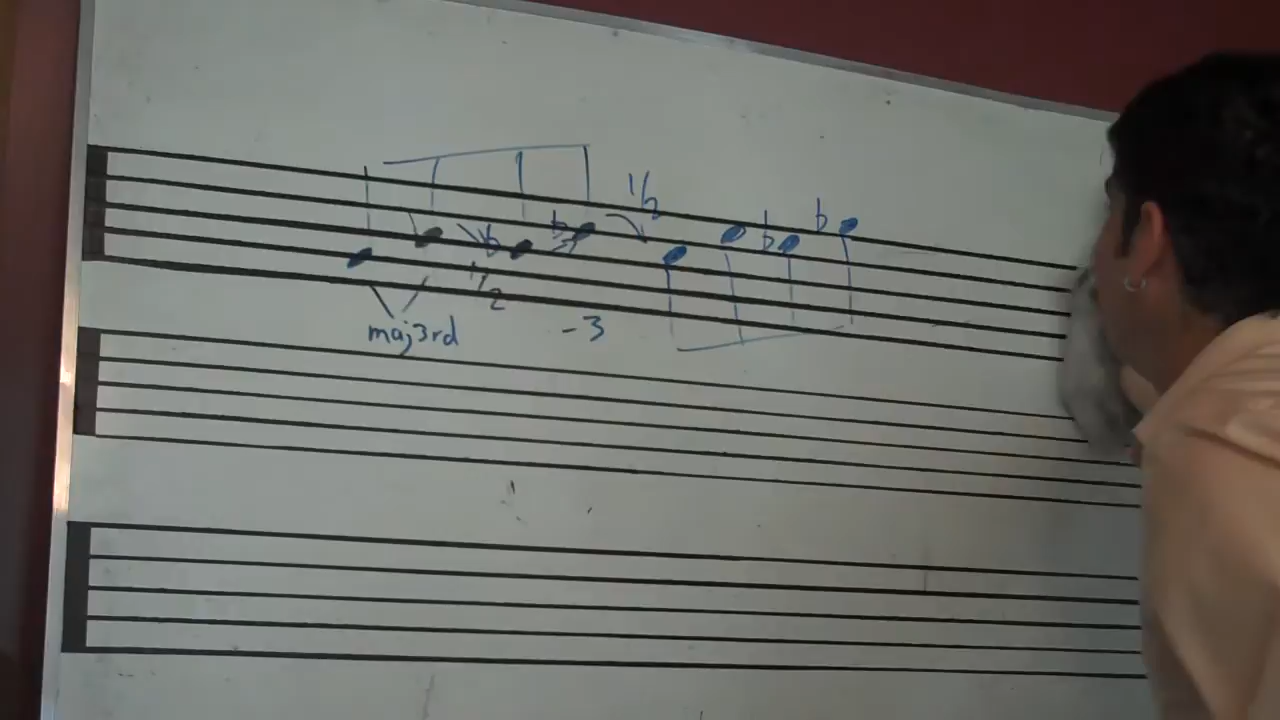 1/2
♭ ♭ ♭ ♭
1/2
maj3rd -3